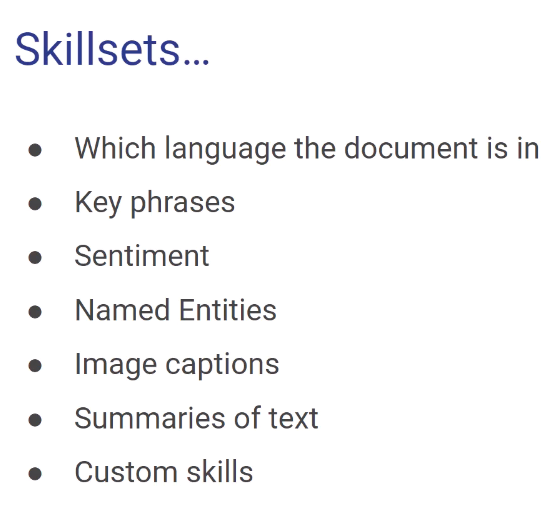 Skillsets...
● Which language the document is in
● Key phrases
● Sentiment
● Named Entities
● Image captions
● Summaries of text
● Custom skills